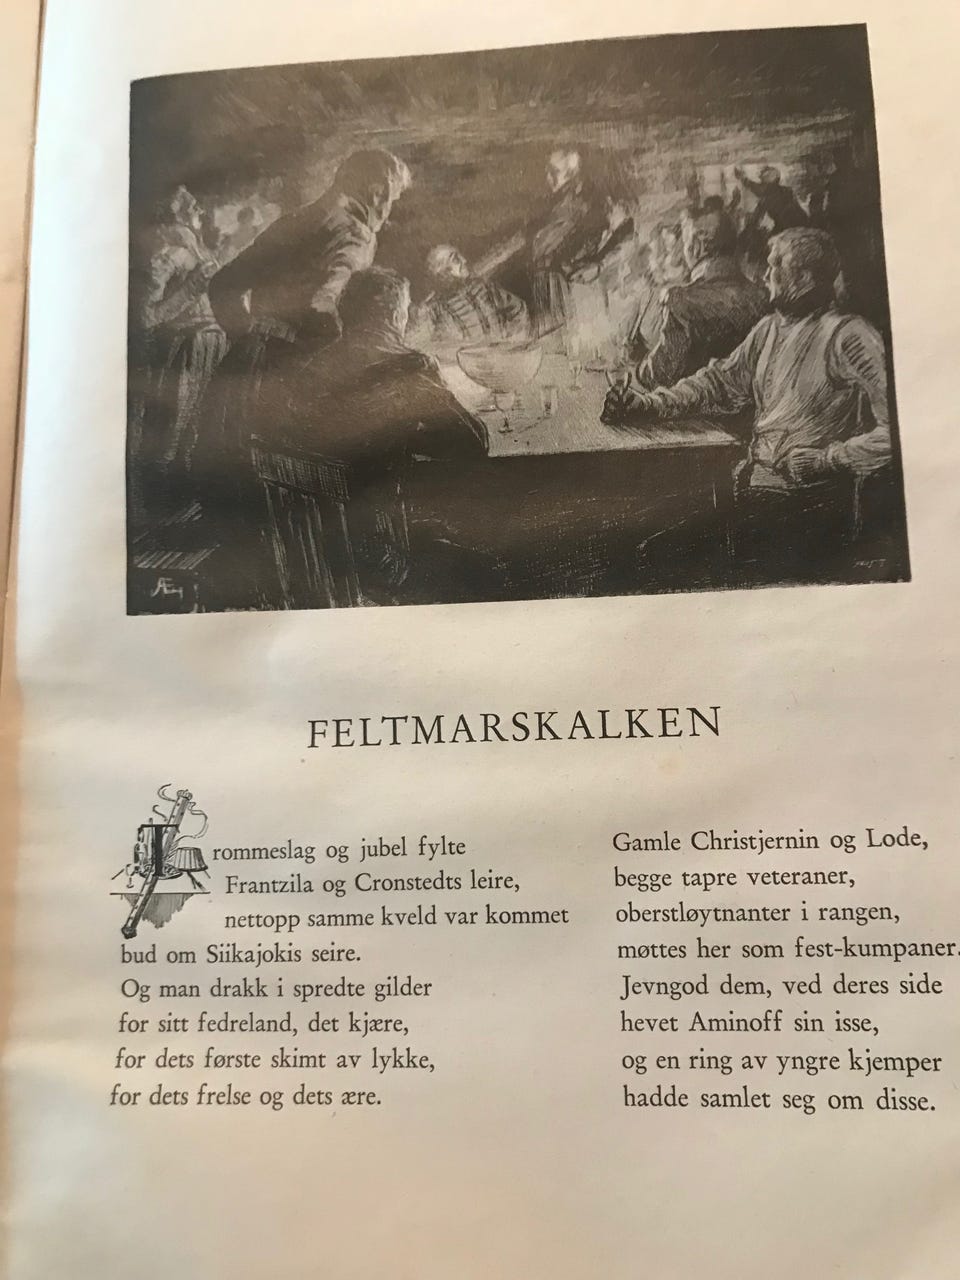 FELTMARSKALKEN
Trommeslag og jubel fylte
Frantzila og Cronstedts leire,
nettopp samme kveld var kommet
bud om Siikajokis seire.
Og man drakk i spredte gilder
for sitt fedreland, det kjære,
for dets første skimt av lykke,
for dets frelse og dets ære.
Gamle Christjernin og Lode,
begge tapre veteraner,
oberstløytnanter i rangen,
møttes her som fest-kumpaner.
Jevngod dem, ved deres side
hevet Aminoff sin isse,
og en ring av yngre kjemper
hadde samlet seg om disse.